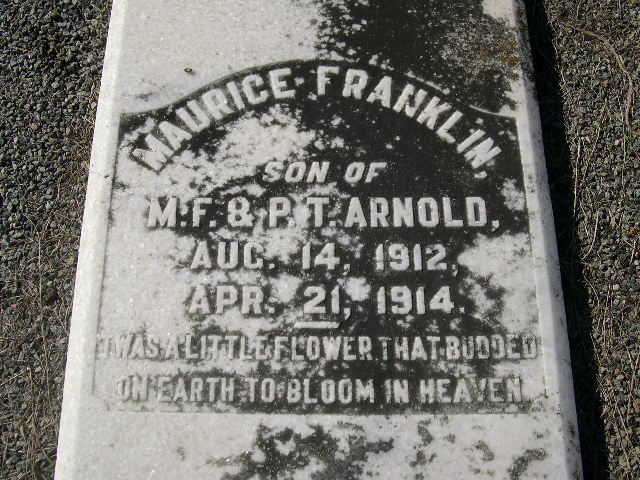 MAURICE FRANKLIN,
SON OF
M.F. & P.T. ARNOLD,
AUG. 14, 1912,
APR. 21, 1914.
TWAS A LITTLE FLOWER THAT BUDDED
ON EARTH TO BLOOM IN HEAVEN